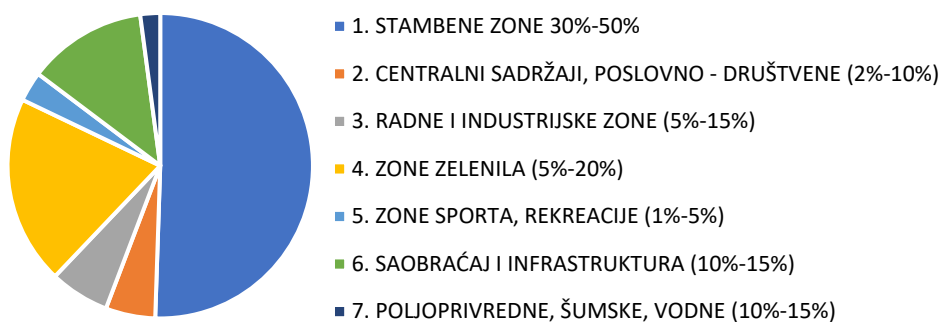 1. STAMBENE ZONE 30%-50%
2. CENTRALNI SADRŽAJI, POSLOVNO - DRUŠTVENE (2%-10%)
3. RADNE I INDUSTRIJSKE ZONE (5%-15%)
4. ZONE ZELENILA (5%-20%)
5. ZONE SPORTA, REKREACIJE (1%-5%)
6. SAOBRAĆAJ I INFRASTRUKTURA (10%-15%)
7. POLJOPRIVREDNE, ŠUMSKE, VODNE (10%-15%)